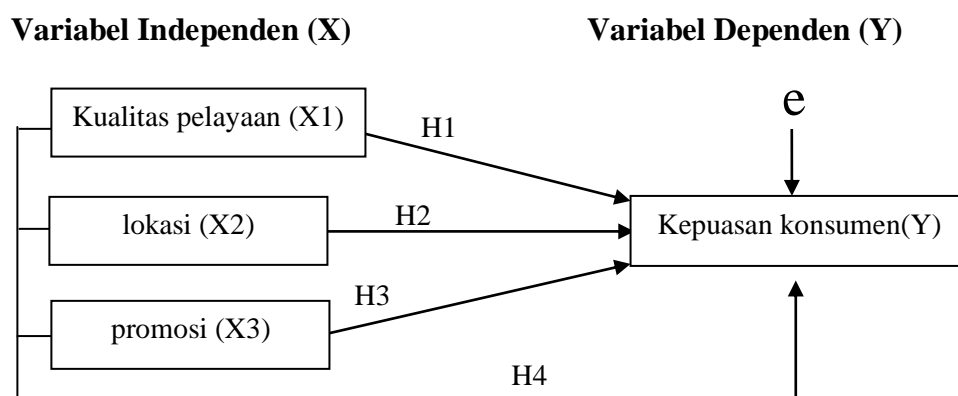 Variabel Independen (X)
Variabel Dependen (Y)
Kualitas pelayaan (X1)
e
H1
lokasi (X2)
H2
Kepuasan konsumen(Y)
H3
promosi (X3)
H4